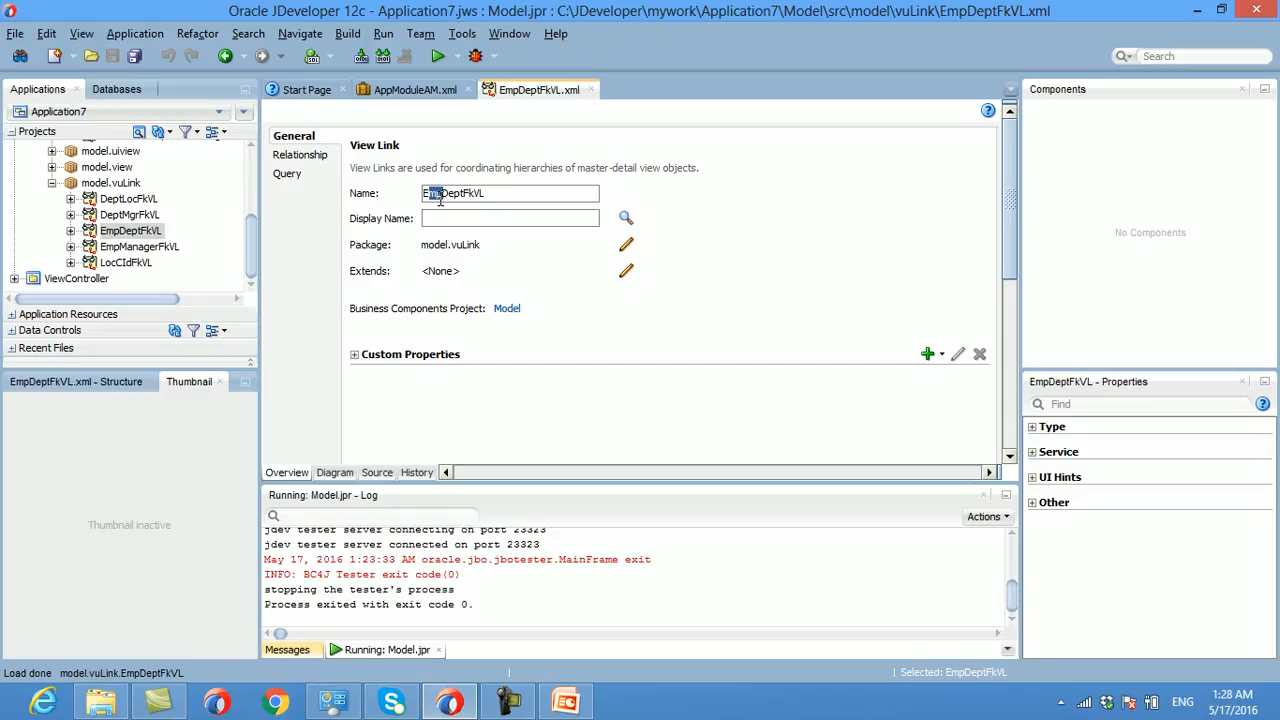 Oracle JDeveloper 12c - Application7.jws : Model.jpr : C:\JDeveloper\mywork\Application7\Model\src\model\vuLink\EmpDeptFkVL.xml
File Edit View Application Refactor Search Navigate Build Run Team Tools Window Help
Search
Applications Databases
Application7
Projects
model.uiview
model.view
model.vuLink
DeptLocFkVL
DeptMgrFkVL
EmpDeptFkVL
EmpManagerFkVL
LocCIdFkVL
ViewController
Application Resources
Data Controls
Recent Files
EmpDeptFkVL.xml - Structure Thumbnail
Thumbnail inactive
Start Page AppModuleAM.xml EmpDeptFkVL.xml
General
Relationship
Query
View Link
View Links are used for coordinating hierarchies of master-detail view objects.
Name: EmpDeptFkVL
Display Name:
Package: model.vuLink
Extends: <None>
Business Components Project: Model
Custom Properties
Overview Diagram Source History
Running: Model.jpr - Log
Actions
jdev tester server connecting on port 23323
jdev tester server connected on port 23323
May 17, 2016 1:23:33 AM oracle.jbo.jbotester.MainFrame exit
INFO: BC4J Tester exit code(0)
stopping the tester's process
Process exited with exit code 0.
Messages Running: Model.jpr
Components
No Components
EmpDeptFkVL - Properties
Find
Type
Service
UI Hints
Other
Load done model.vuLink.EmpDeptFkVL
Selected: EmpDeptFkVL
ENG
1:28 AM
5/17/2016